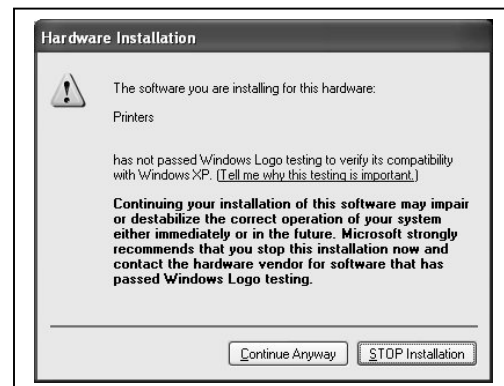 Hardware Installation
The software you are installing for this hardware:
Printers
has not passed Windows Logo testing to verify its compatibility
with Windows XP. (Tell me why this testing is important.)
Continuing your installation of this software may impair
or destabilize the correct operation of your system
either immediately or in the future. Microsoft strongly
recommends that you stop this installation now and
contact the hardware vendor for software that has
passed Windows Logo testing.
Continue Anyway
STOP Installation